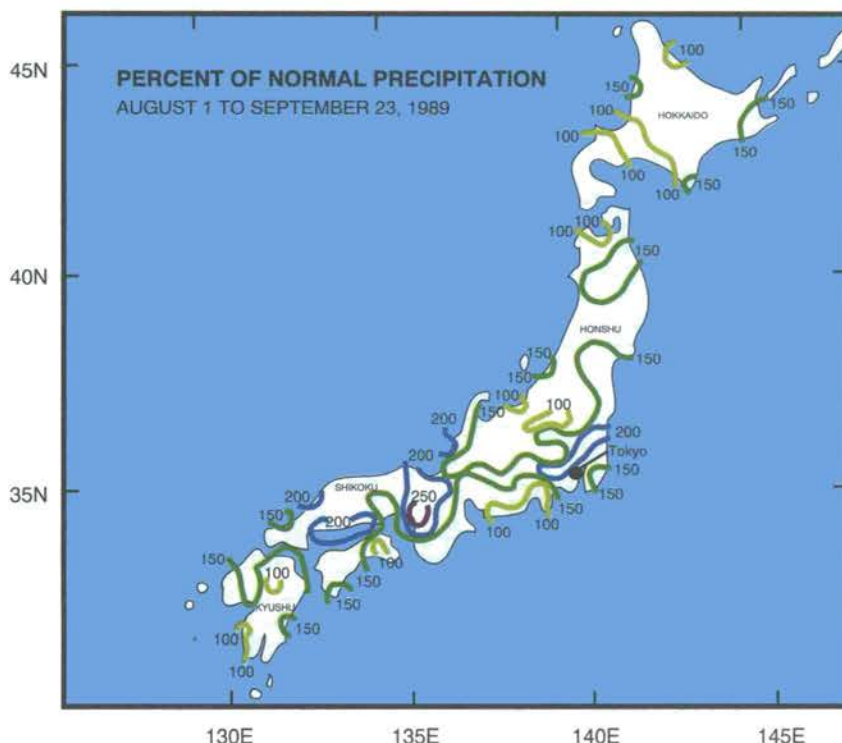 PERCENT OF NORMAL PRECIPITATION
AUGUST 1 TO SEPTEMBER 23, 1989
45N
40N
35N
130E
135E
140E
145E
100
150
HOKKAIDO
150
100
100
100
100
150
100
100
150
HONSHU
150
150
150
100
150
100
200
200
200
Tokyo
150
150
150
100
100
SHIKOKU
250
200
200
150
100
150
150
150
100
KYUSHU
150
100
100